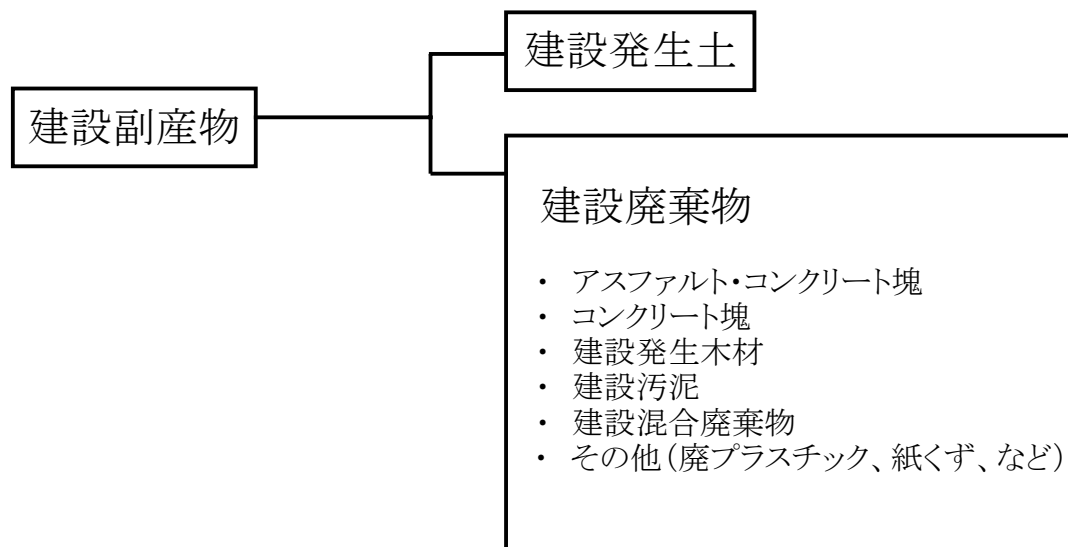 建設発生土
建設副産物
建設廃棄物
・ アスファルト・コンクリート塊
・ コンクリート塊
・ 建設発生木材
・ 建設汚泥
・ 建設混合廃棄物
・ その他(廃プラスチック、紙くず、など)